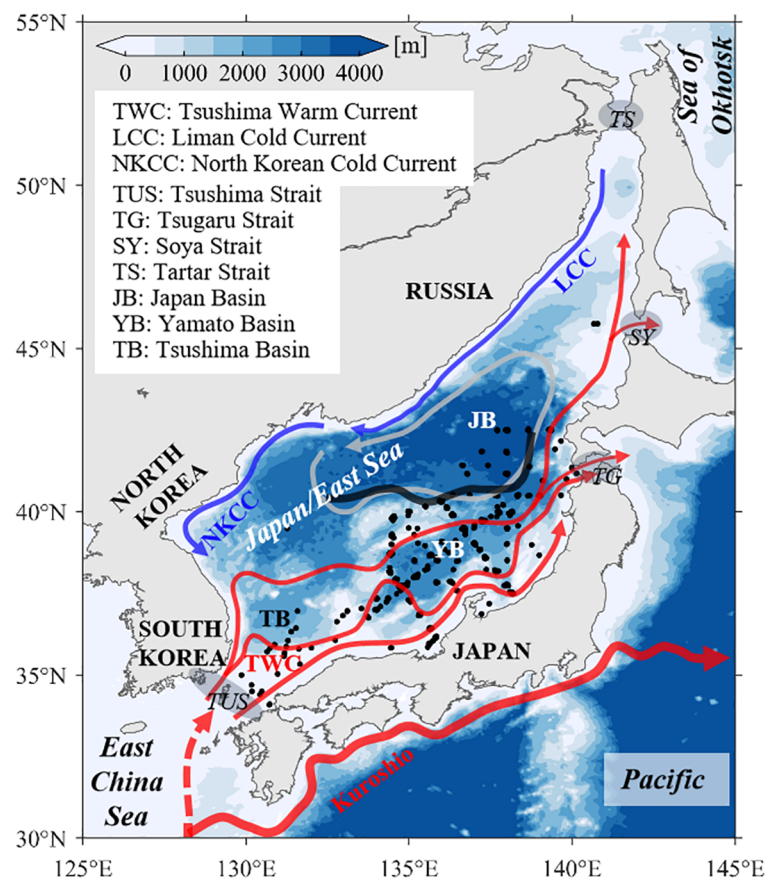 55°N
[m]
0 1000 2000 3000 4000
Sea of
Okhotsk
TWC: Tsushima Warm Current
LCC: Liman Cold Current
NKCC: North Korean Cold Current
TUS: Tsushima Strait
TG: Tsugaru Strait
SY: Soya Strait
TS: Tartar Strait
JB: Japan Basin
YB: Yamato Basin
TB: Tsushima Basin
TS
50°N
LCC
RUSSIA
SY
45°N
JB
NORTH
KOREA
Japan/East Sea
TG
40°N
NKCC
YB
TB
SOUTH
KOREA
TWC
JAPAN
35°N
TUS
East
China
Sea
Kuroshio
Pacific
30°N
125°E 130°E 135°E 140°E 145°E